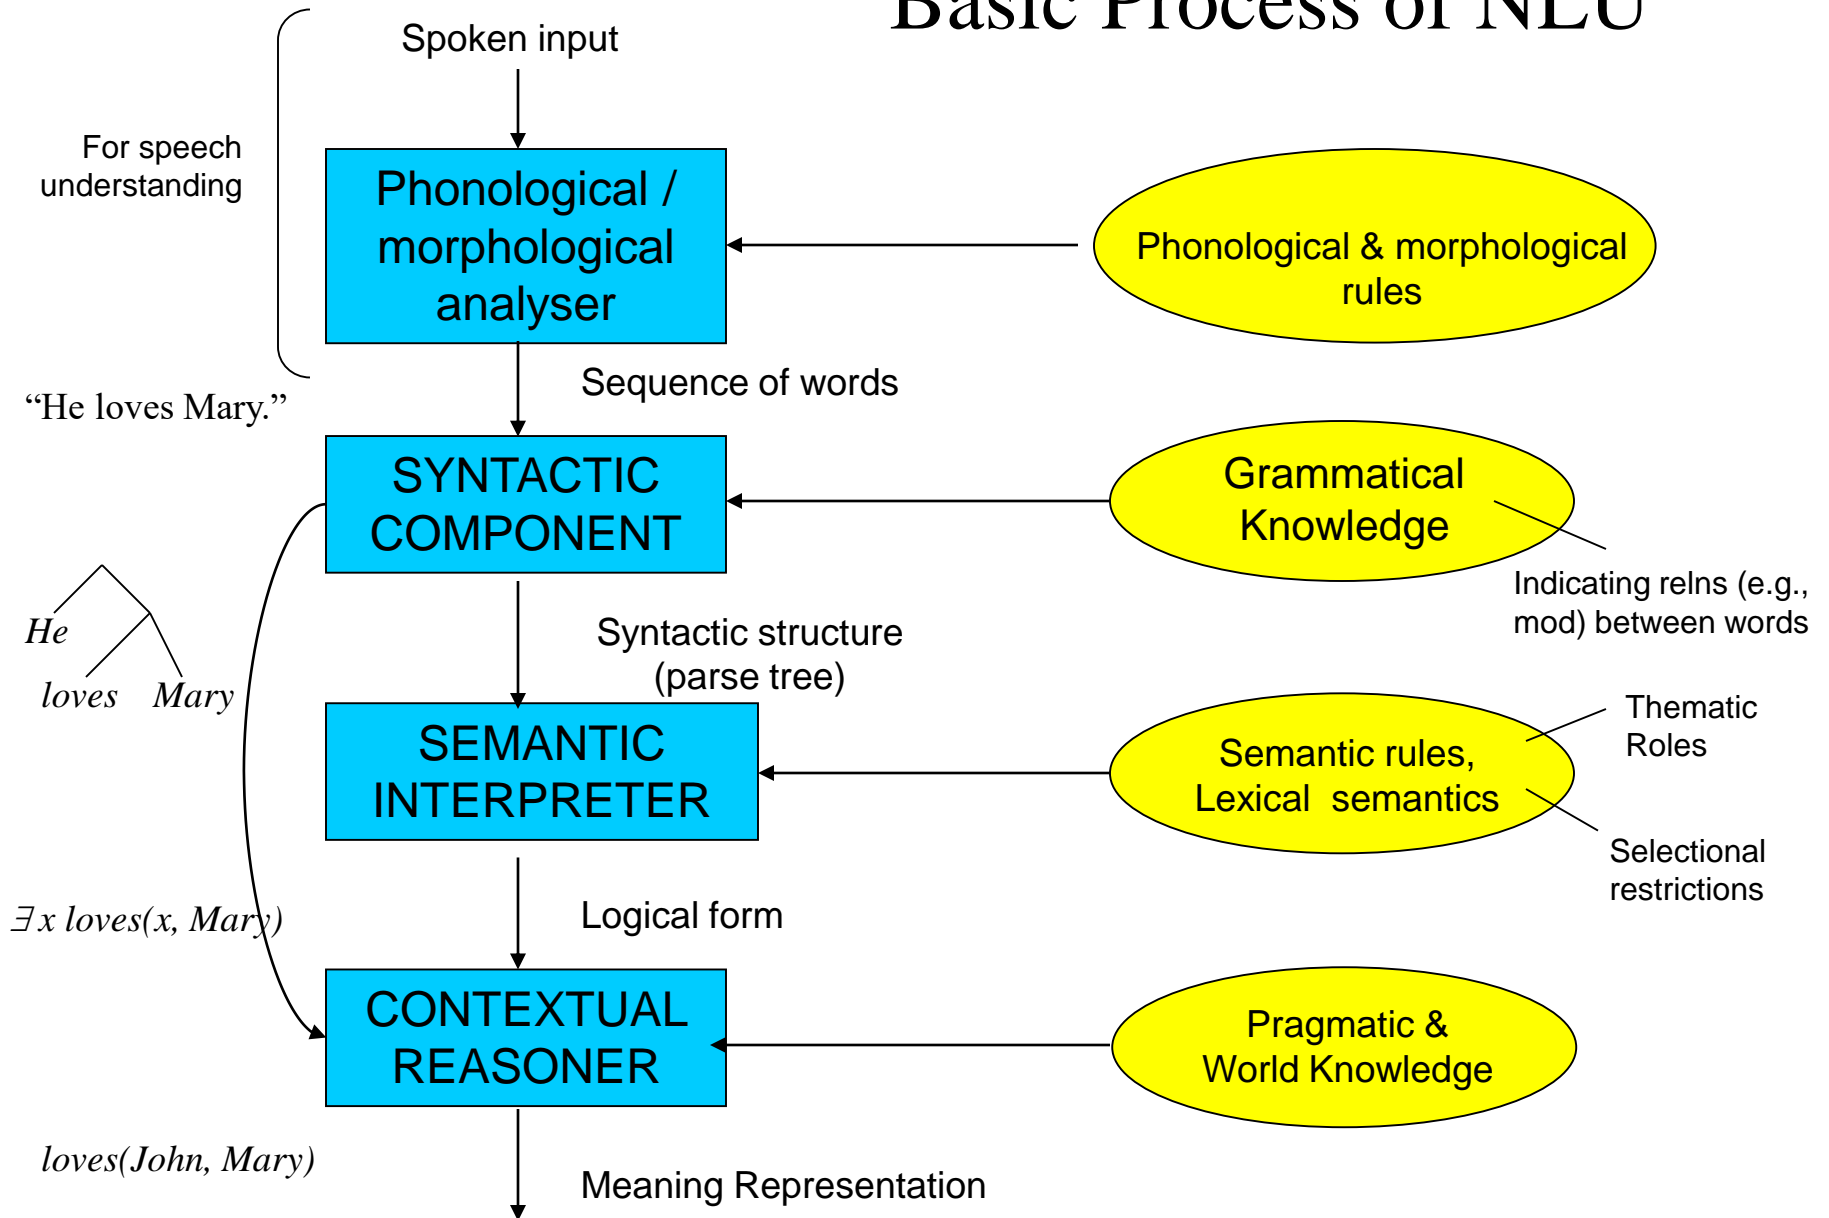 Basic Process of NLU
Spoken input
For speech
understanding
Phonological /
morphological
analyser
Phonological & morphological
rules
Sequence of words
“He loves Mary.”
SYNTACTIC
COMPONENT
Grammatical
Knowledge
Indicating relns (e.g.,
mod) between words
He
loves Mary
Syntactic structure
(parse tree)
SEMANTIC
INTERPRETER
Semantic rules,
Lexical semantics
Thematic
Roles
Selectional
restrictions
∃x loves(x, Mary)
Logical form
CONTEXTUAL
REASONER
Pragmatic &
World Knowledge
loves(John, Mary)
Meaning Representation